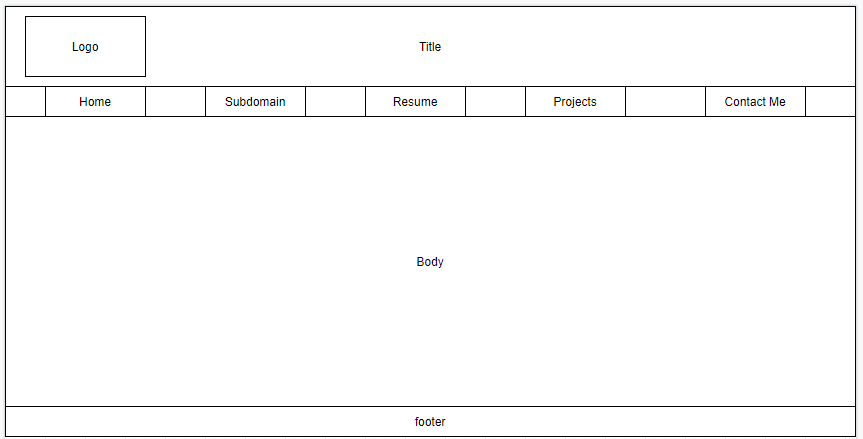 Logo
Title
Home
Subdomain
Resume
Projects
Contact Me
Body
footer